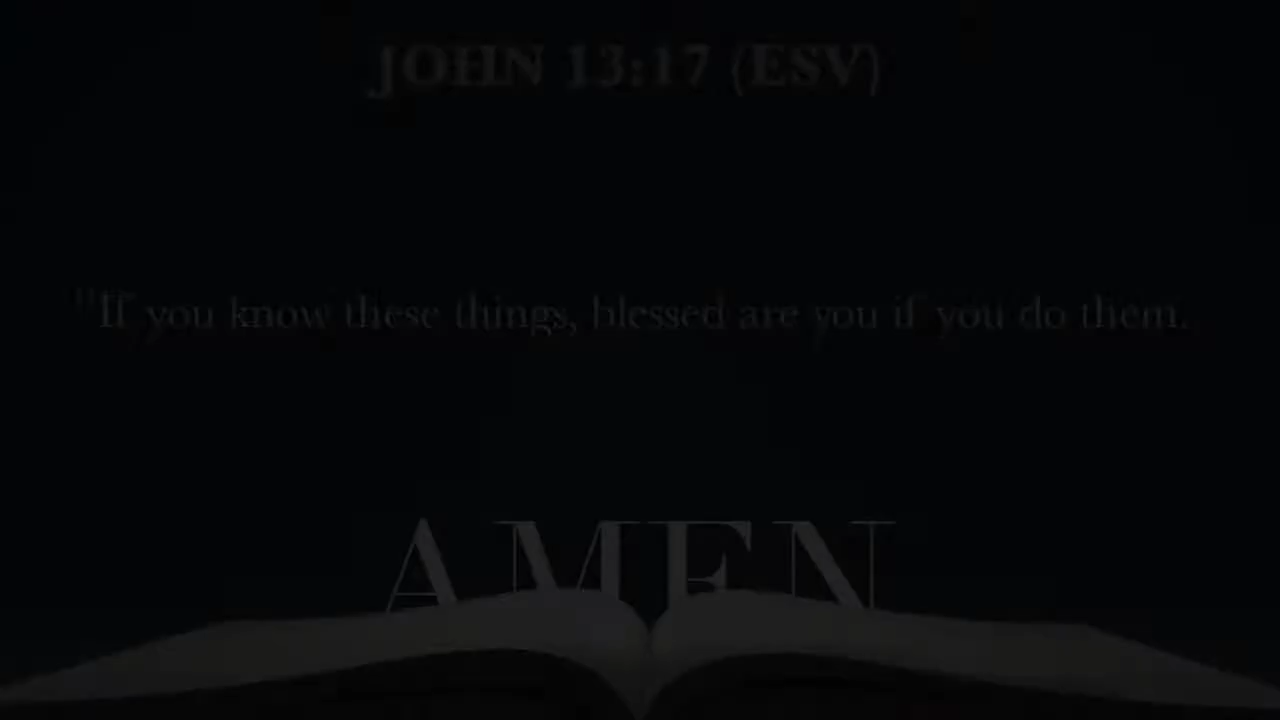 JOHN 13:17 (ESV)
"If you know these things, blessed are you if you do them.
AMEN